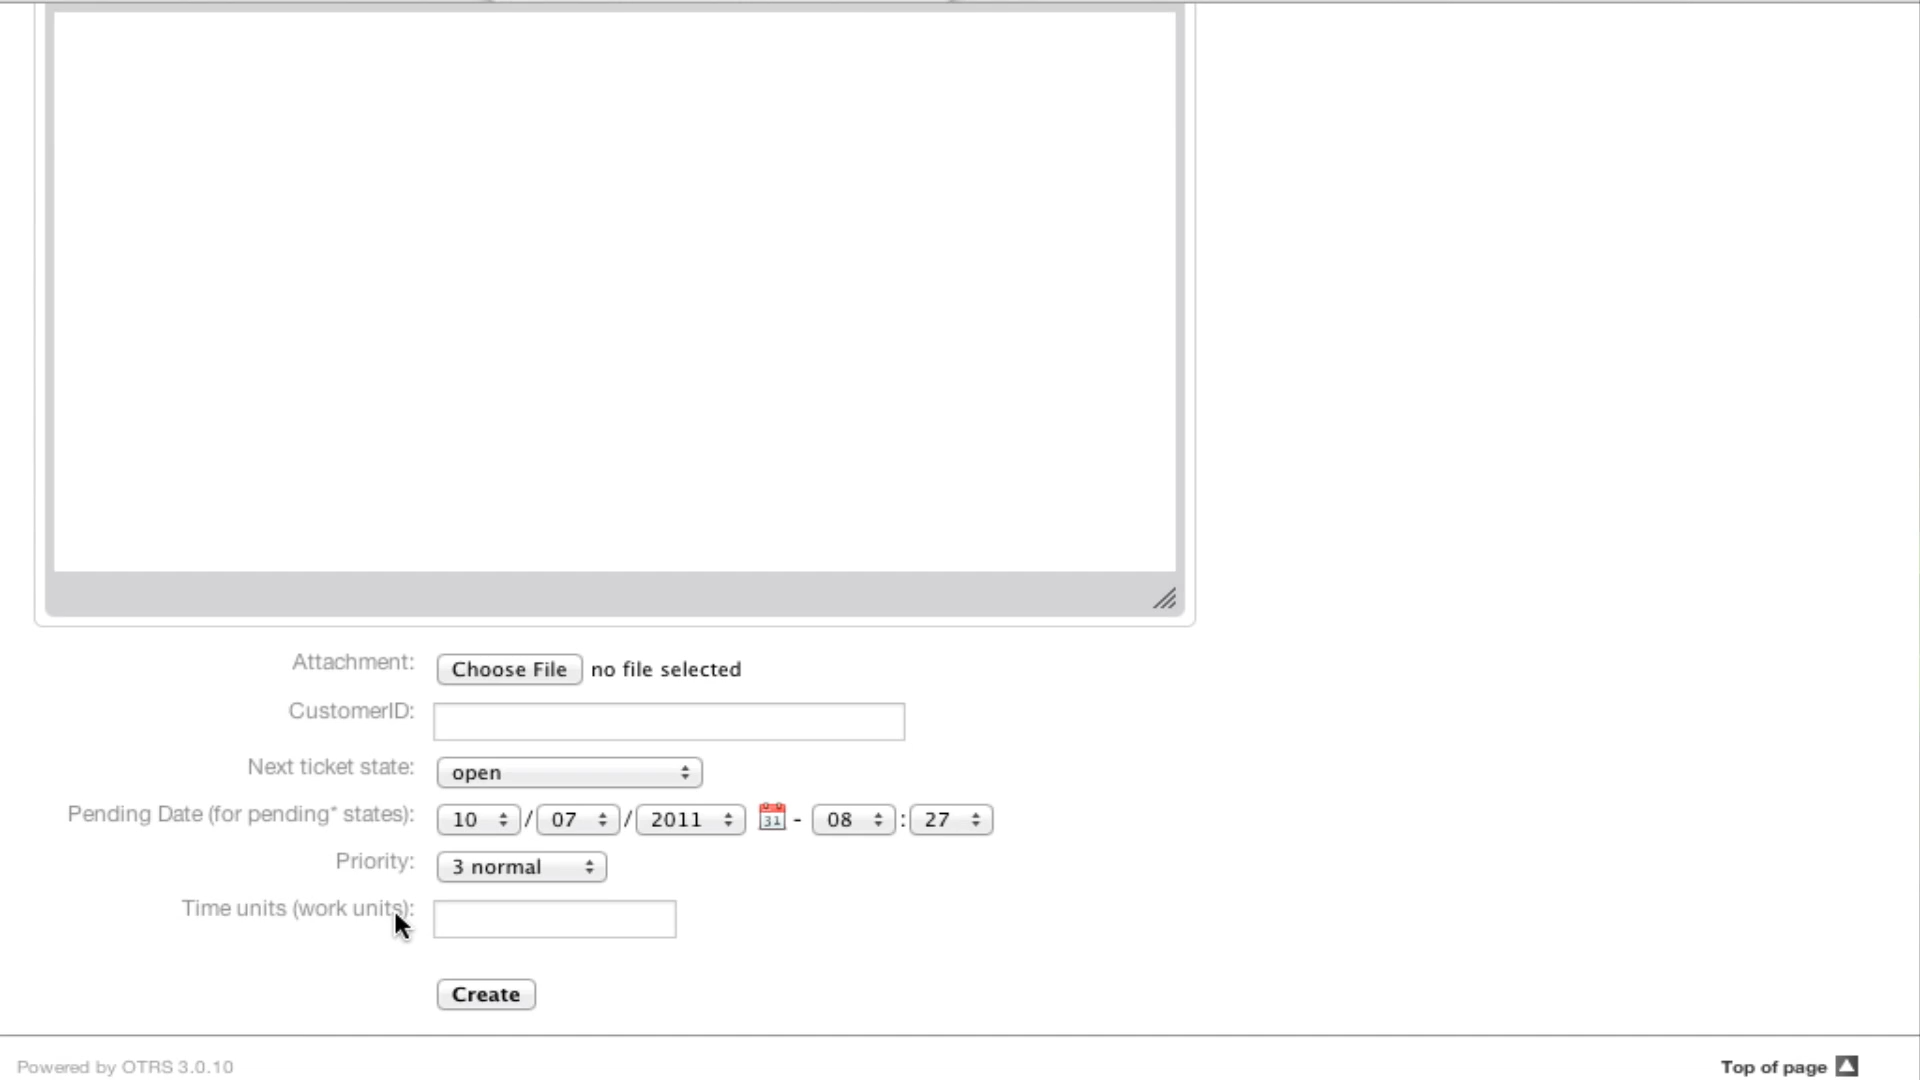 Attachment: Choose File no file selected
CustomerID:
Next ticket state: open
Pending Date (for pending* states): 10 / 07 / 2011 31 - 08 : 27
Priority: 3 normal
Time units (work units):
Create
Powered by OTRS 3.0.10 Top of page